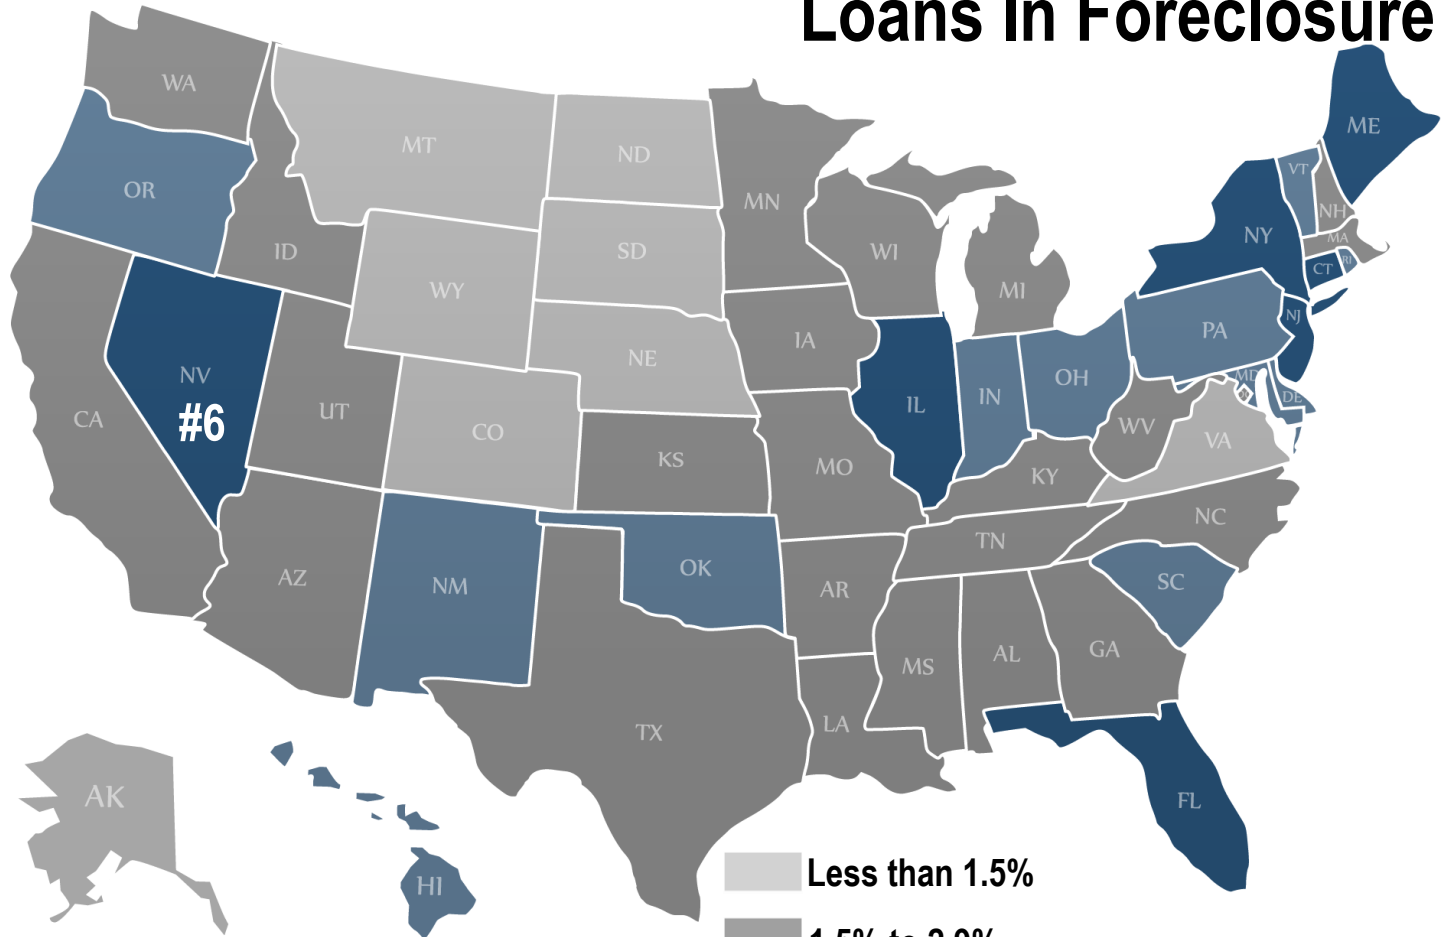 Loans In Foreclosure
WA
MT
ND
MN
ME
OR
ID
SD
WI
VT
NH
NY
MA
WY
MI
CT
RI
NV
#6
NE
IA
PA
NJ
CA
UT
CO
IL
IN
OH
MD
DE
KS
MO
KY
WV
VA
AZ
NM
OK
AR
TN
NC
SC
TX
LA
MS
AL
GA
FL
AK
HI
Less than 1.5%